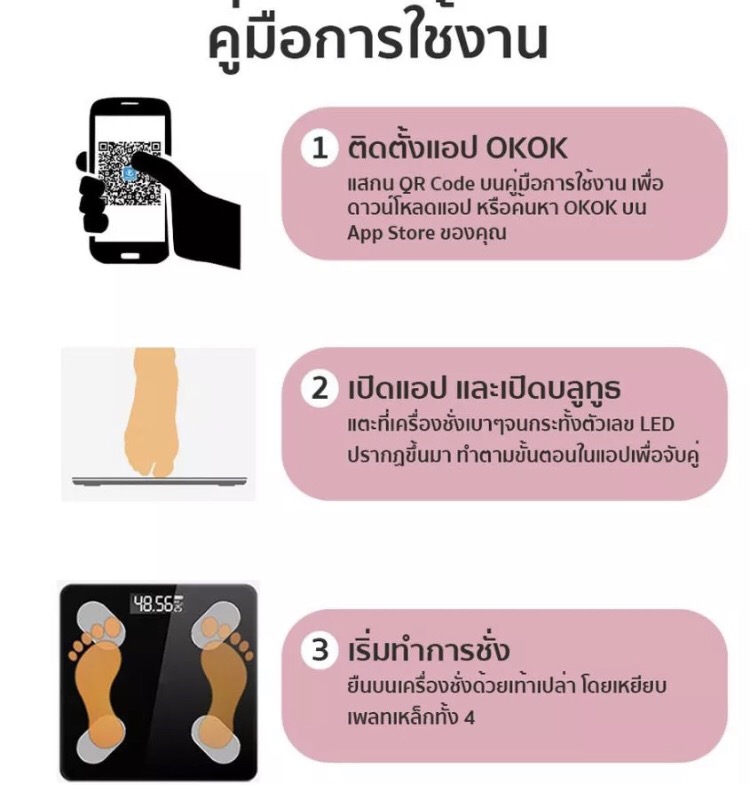 คู่มือการใช้งาน
1 ติดตั้งแอป OKOK
แสกน QR Code บนคู่มือการใช้งาน เพื่อ
ดาวน์โหลดแอป หรือค้นหา OKOK บน
App Store ของคุณ
2 เปิดแอป และเปิดบลูทูธ
แตะที่เครื่องชั่งเบาๆจนกระทั้งตัวเลข LED
ปรากฏขึ้นมา ทำตามขั้นตอนในแอปเพื่อจับคู่
48.56
3 เริ่มทำการชั่ง
ยืนบนเครื่องชั่งด้วยเท้าเปล่า โดยเหยียบ
เพลทเหล็กทั้ง 4